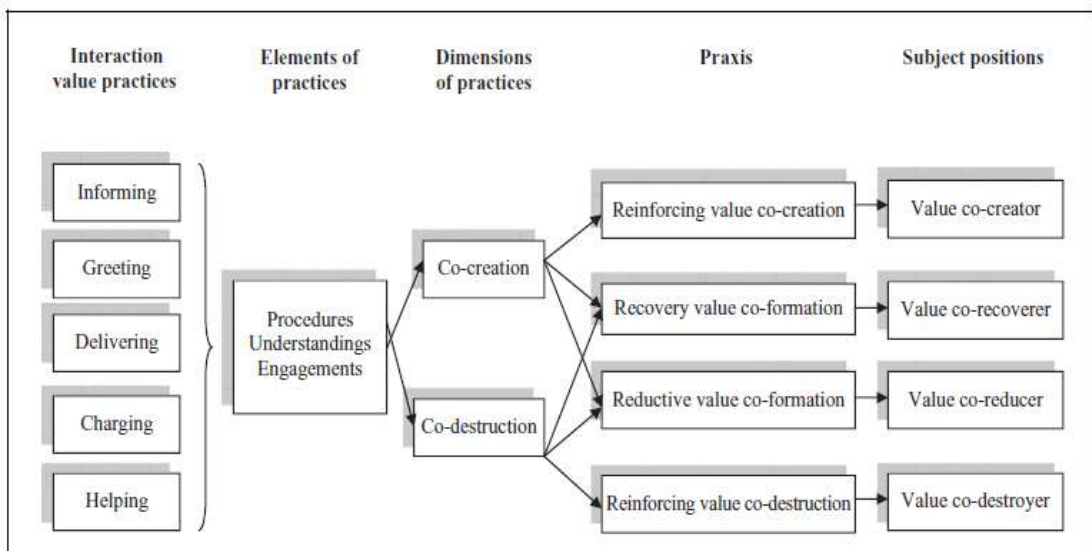 Interaction
value practices
Elements of
practices
Dimensions
of practices
Praxis
Subject positions
Informing
Greeting
Delivering
Charging
Helping
Procedures
Understandings
Engagements
Co-creation
Co-destruction
Reinforcing value co-creation
Recovery value co-formation
Reductive value co-formation
Reinforcing value co-destruction
Value co-creator
Value co-recoverer
Value co-reducer
Value co-destroyer